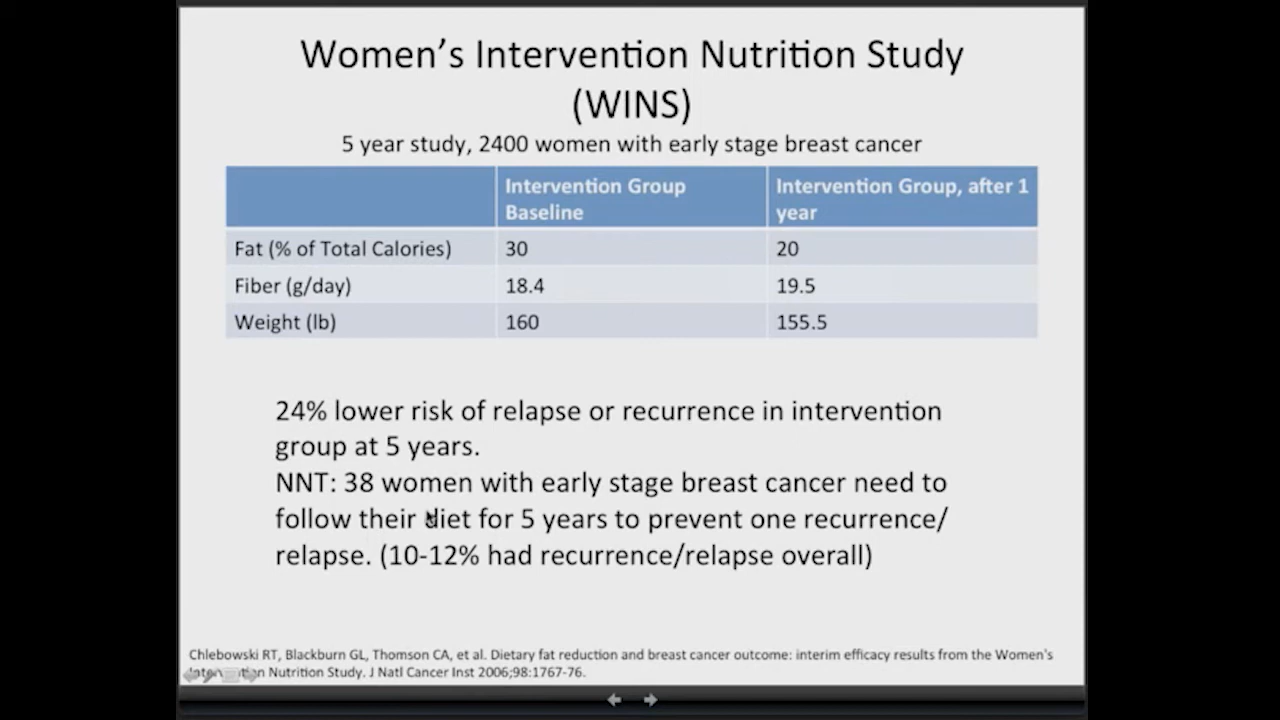 Women's Intervention Nutrition Study
(WINS)
5 year study, 2400 women with early stage breast cancer
Intervention Group Baseline
Intervention Group, after 1 year
Fat (% of Total Calories) 30 20
Fiber (g/day) 18.4 19.5
Weight (lb) 160 155.5
24% lower risk of relapse or recurrence in intervention
group at 5 years.
NNT: 38 women with early stage breast cancer need to
follow their diet for 5 years to prevent one recurrence/
relapse. (10-12% had recurrence/relapse overall)
Chlebowski RT, Blackburn GL, Thomson CA, et al. Dietary fat reduction and breast cancer outcome: interim efficacy results from the Women's
Intervention Nutrition Study. J Natl Cancer Inst 2006;98:1767-76.